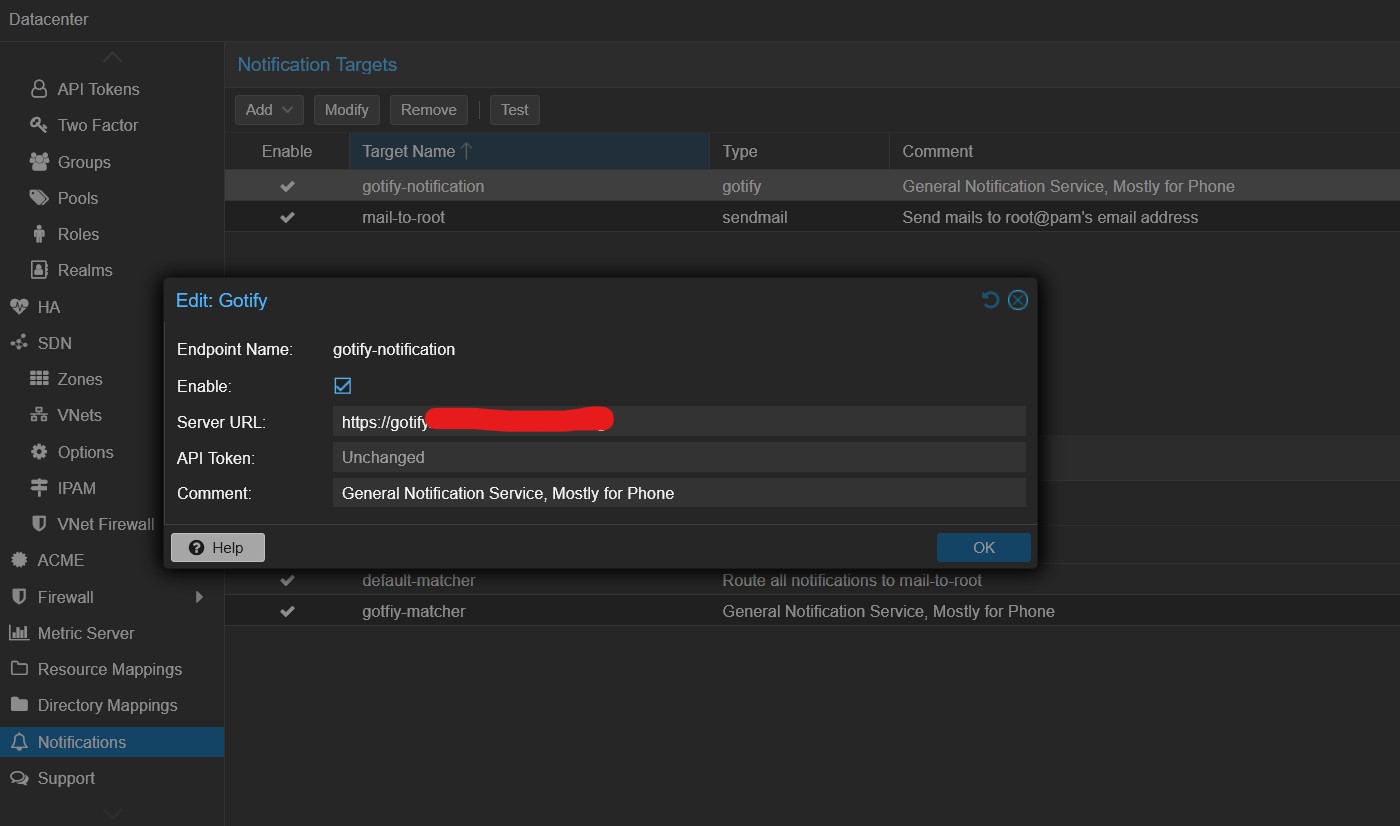 Datacenter
API Tokens
Two Factor
Groups
Pools
Roles
Realms
HA
SDN
Zones
VNets
Options
IPAM
VNet Firewall
ACME
Firewall
Metric Server
Resource Mappings
Directory Mappings
Notifications
Support
Notification Targets
Add Modify Remove Test
Enable Target Name Type Comment
gotify-notification gotify General Notification Service, Mostly for Phone
mail-to-root sendmail Send mails to root@pam's email address
Edit: Gotify
Endpoint Name: gotify-notification
Enable:
Server URL: https://gotify
API Token: Unchanged
Comment: General Notification Service, Mostly for Phone
Help OK
default-matcher Route all notifications to mail-to-root
gotfiy-matcher General Notification Service, Mostly for Phone